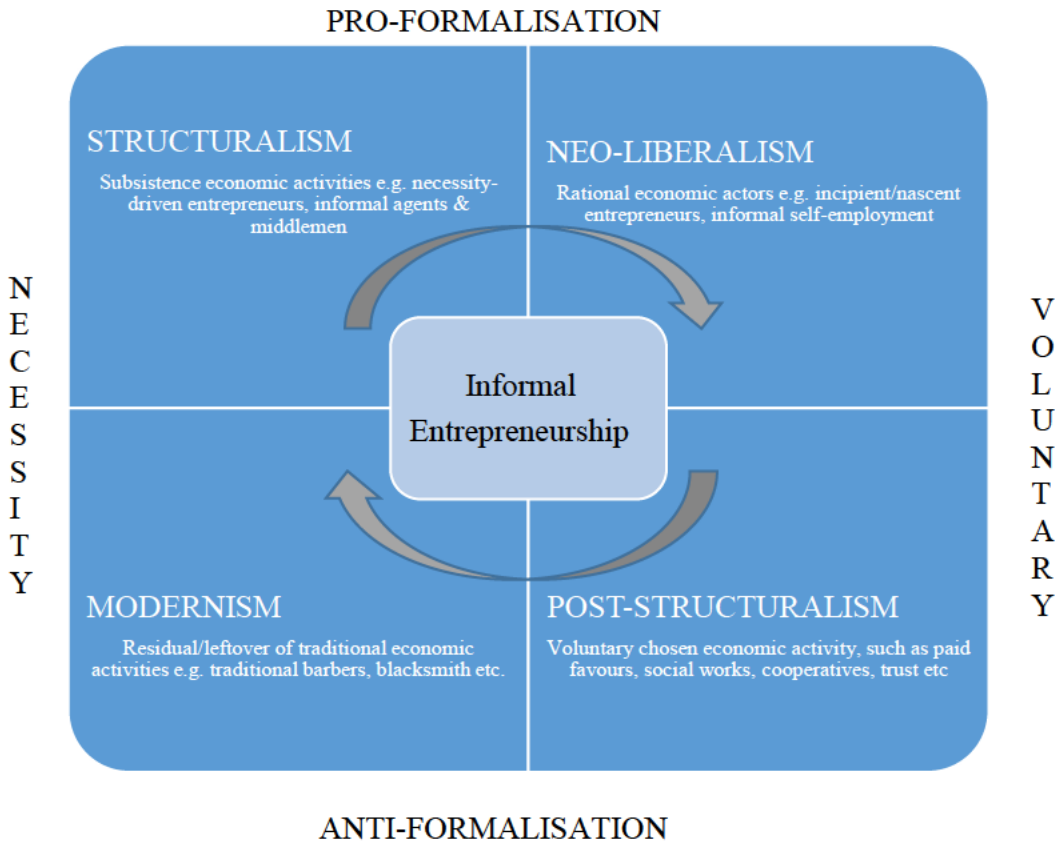 PRO-FORMALISATION
STRUCTURALISM
Subsistence economic activities e.g. necessity-
driven entrepreneurs, informal agents &
middlemen
NEO-LIBERALISM
Rational economic actors e.g. incipient/nascent
entrepreneurs, informal self-employment
NECESSITY
Informal
Entrepreneurship
VOLUNTARY
MODERNISM
Residual/leftover of traditional economic
activities e.g. traditional barbers, blacksmith etc.
POST-STRUCTURALISM
Voluntary chosen economic activity, such as paid
favours, social works, cooperatives, trust etc
ANTI-FORMALISATION